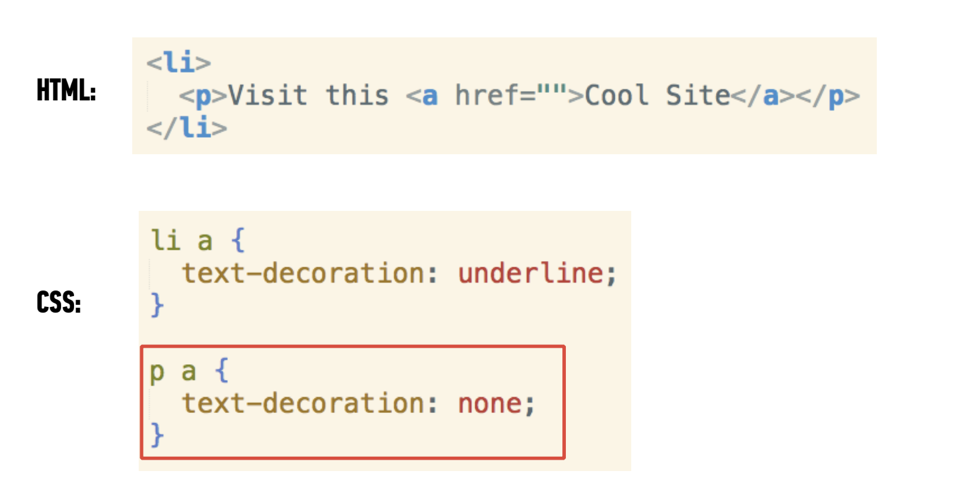 HTML:
<li>
<p>Visit this <a href="">Cool Site</a></p>
</li>
CSS:
li a {
text-decoration: underline;
}
p a {
text-decoration: none;
}